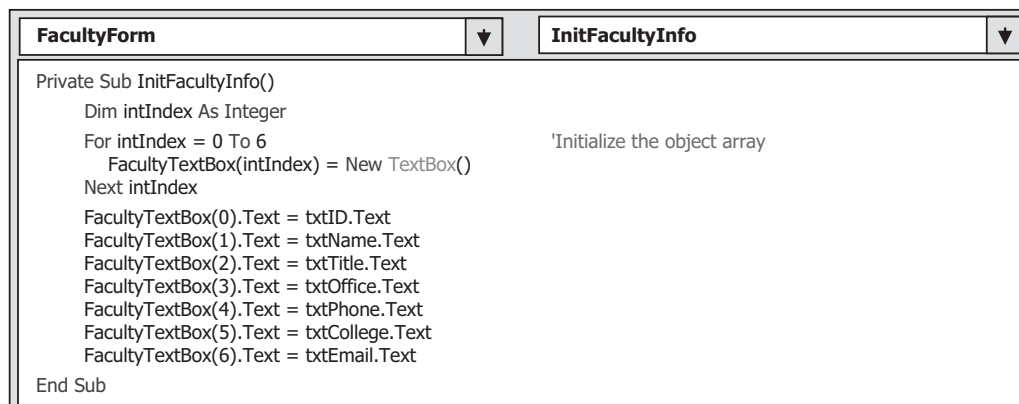 FacultyForm InitFacultyInfo
Private Sub InitFacultyInfo()
Dim intIndex As Integer
For intIndex = 0 To 6 'Initialize the object array
FacultyTextBox(intIndex) = New TextBox()
Next intIndex
FacultyTextBox(0).Text = txtID.Text
FacultyTextBox(1).Text = txtName.Text
FacultyTextBox(2).Text = txtTitle.Text
FacultyTextBox(3).Text = txtOffice.Text
FacultyTextBox(4).Text = txtPhone.Text
FacultyTextBox(5).Text = txtCollege.Text
FacultyTextBox(6).Text = txtEmail.Text
End Sub